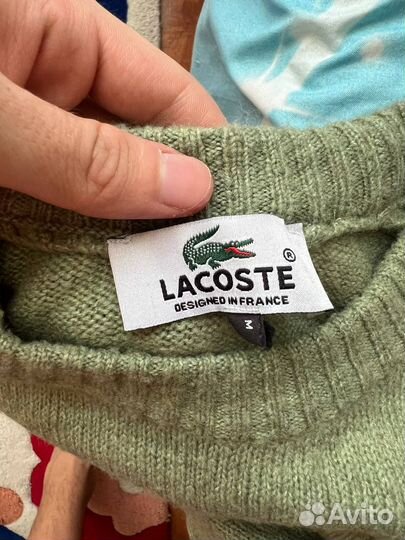 ®
LACOSTE
DESIGNED IN FRANCE
M
Avito